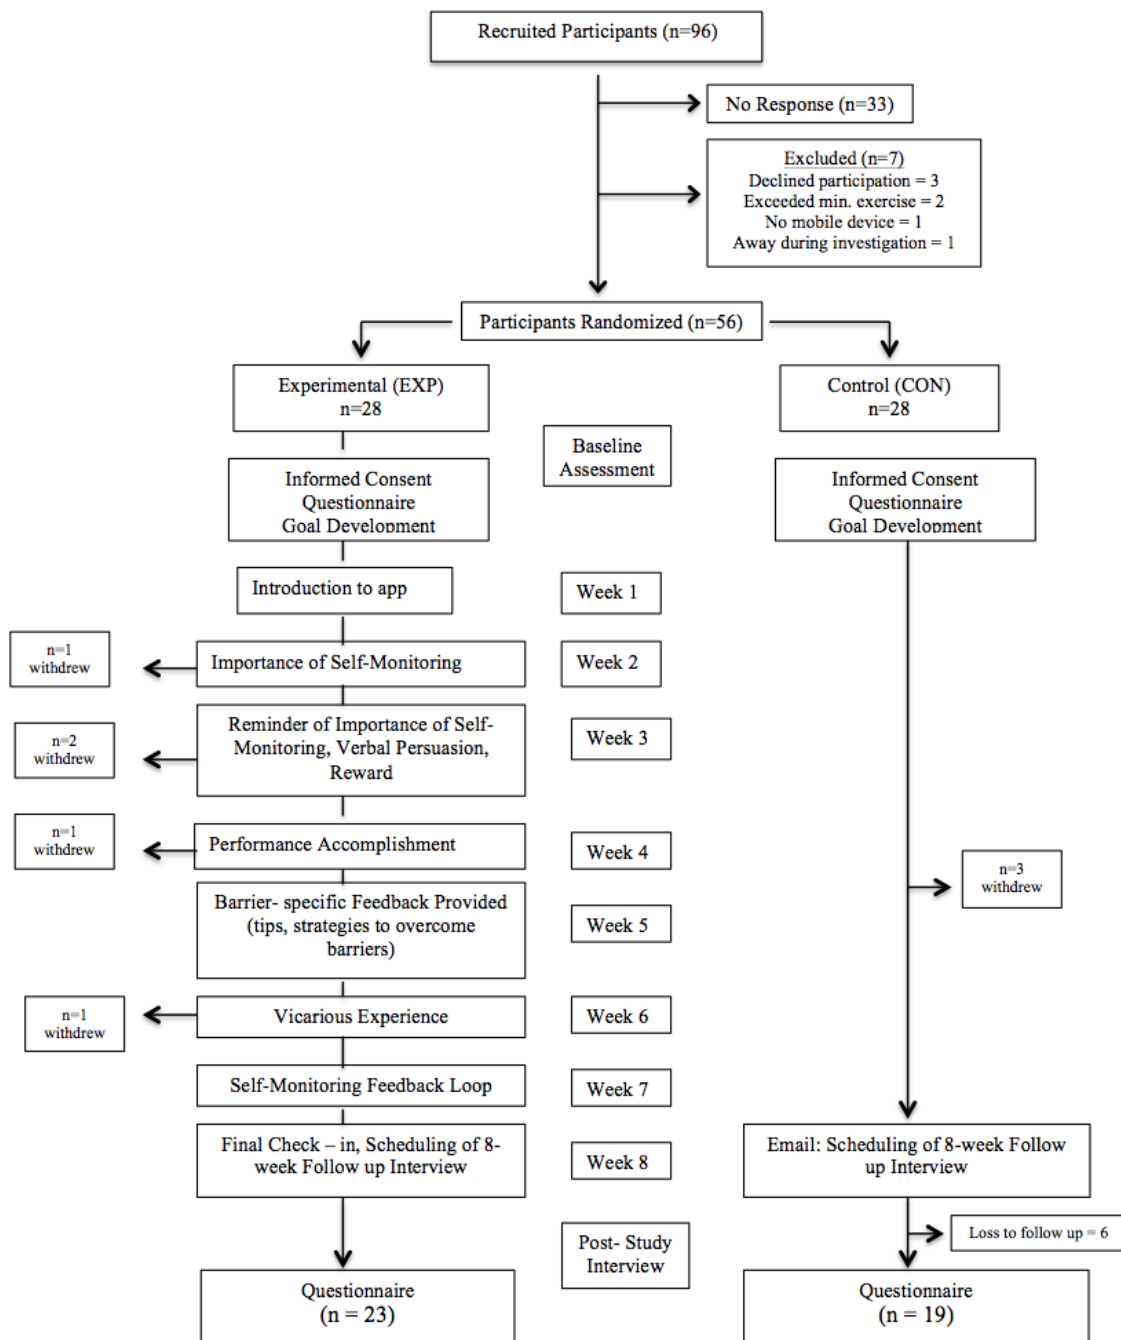 Recruited Participants (n=96)
No Response (n=33)
Excluded (n=7)
Declined participation = 3
Exceeded min. exercise = 2
No mobile device = 1
Away during investigation = 1
Participants Randomized (n=56)
Experimental (EXP)
n=28
Control (CON)
n=28
Baseline
Assessment
Informed Consent
Questionnaire
Goal Development
Informed Consent
Questionnaire
Goal Development
Introduction to app
Week 1
n=1
withdrew
Importance of Self-Monitoring
Week 2
n=2
withdrew
Reminder of Importance of Self-
Monitoring, Verbal Persuasion,
Reward
Week 3
n=1
withdrew
Performance Accomplishment
Week 4
n=3
withdrew
Barrier- specific Feedback Provided
(tips, strategies to overcome
barriers)
Week 5
n=1
withdrew
Vicarious Experience
Week 6
Self-Monitoring Feedback Loop
Week 7
Final Check – in, Scheduling of 8-
week Follow up Interview
Week 8
Email: Scheduling of 8-week Follow
up Interview
Loss to follow up = 6
Post- Study
Interview
Questionnaire
(n = 23)
Questionnaire
(n = 19)